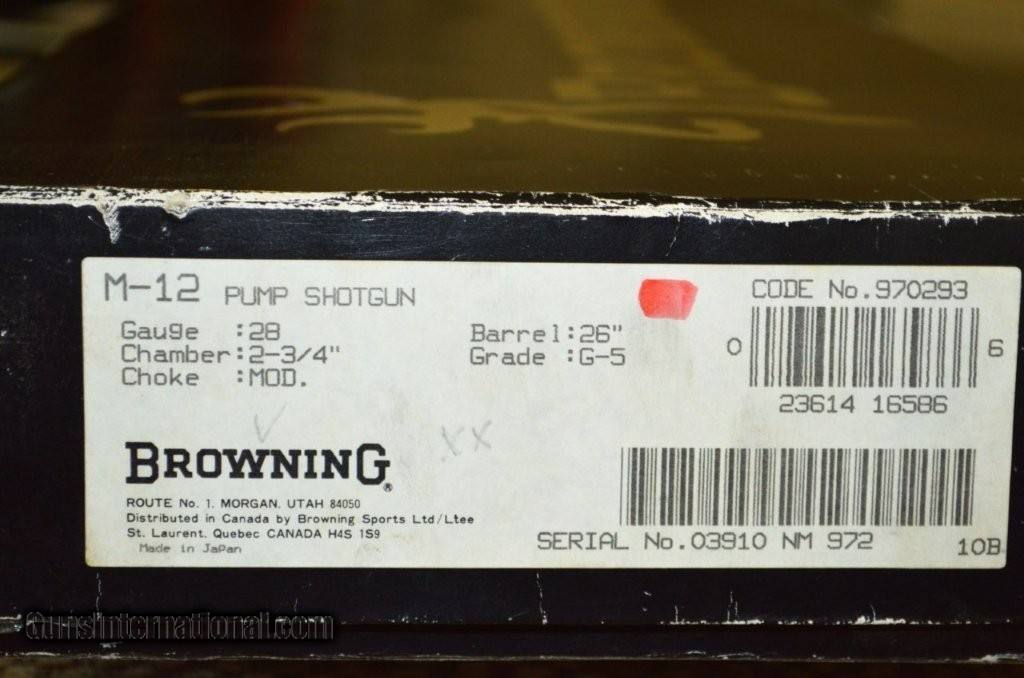 M-12 PUMP SHOTGUN
Gauge :28
Chamber:2-3/4"
Choke :MOD.
Barrel:26"
Grade :G-5
CODE No.970293
0 6
23614 16586
V
XX
BROWNING®
ROUTE No. 1, MORGAN, UTAH 84050
Distributed in Canada by Browning Sports Ltd/Ltee
St. Laurent, Quebec CANADA H4S 1S9
Made in Japan
SERIAL No.03910 NM 972
10B
GunsInternational.com